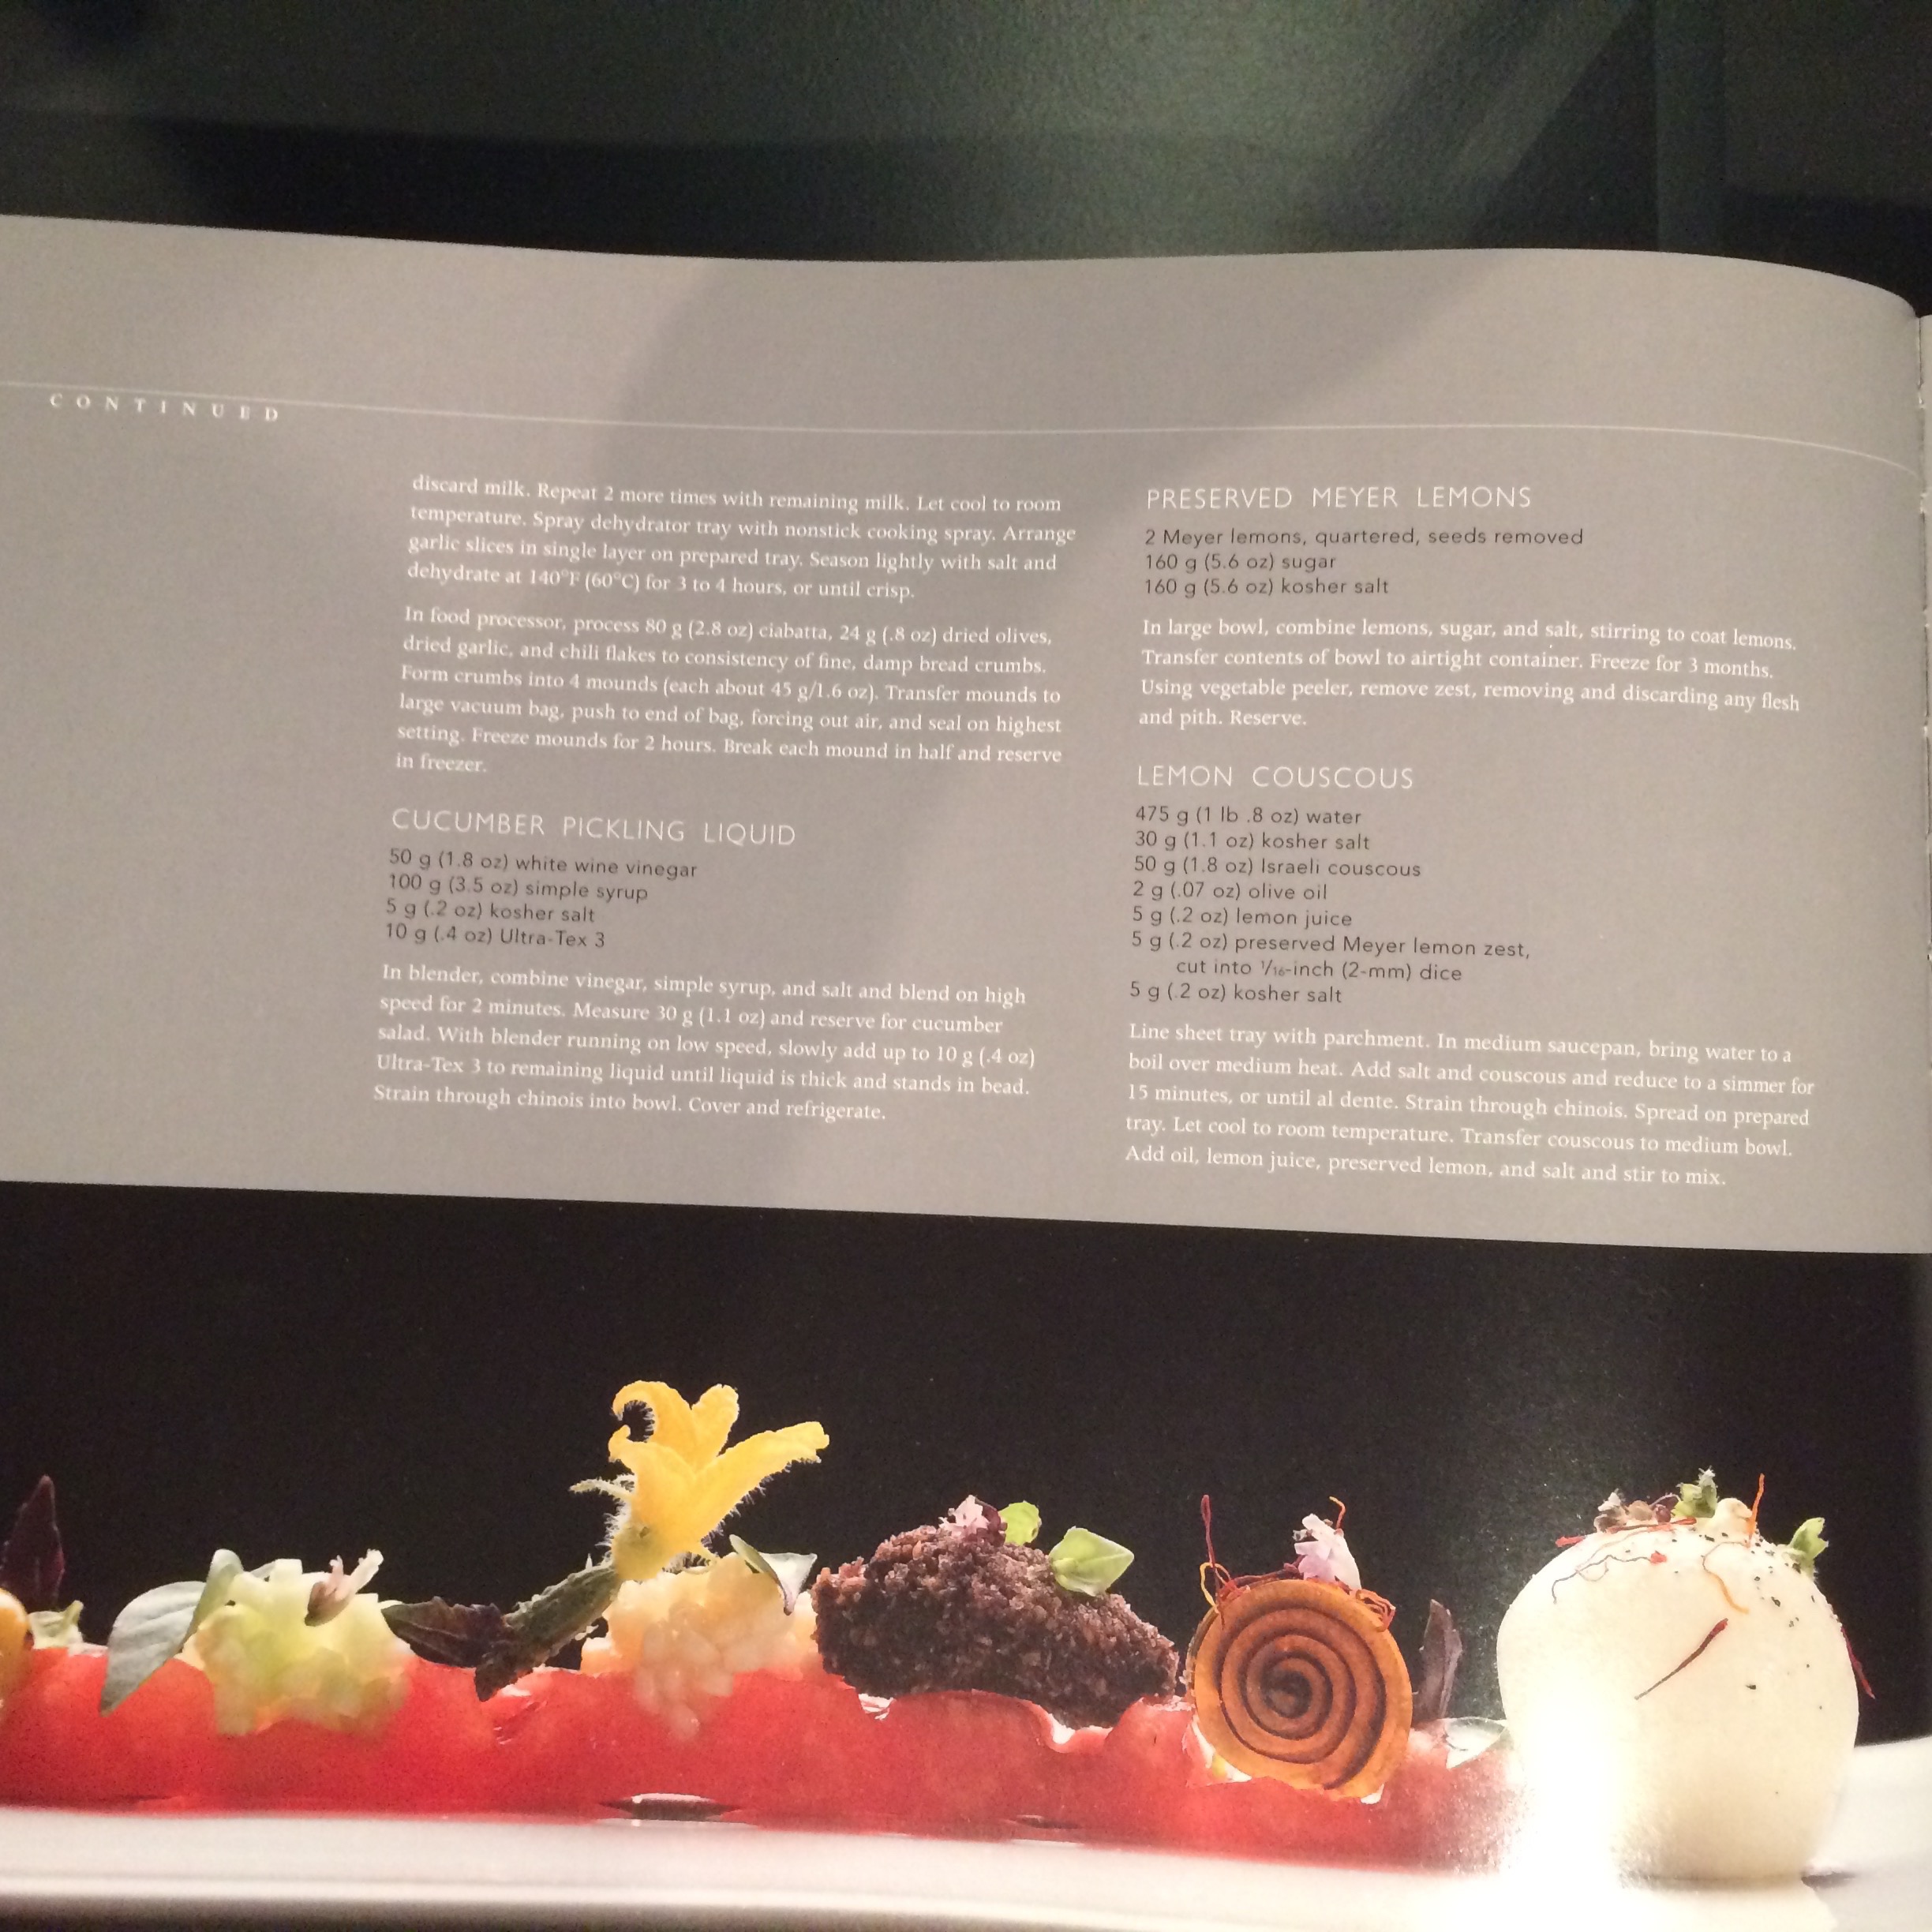 CONTINUED
discard milk. Repeat 2 more times with remaining milk. Let cool to room
temperature. Spray dehydrator tray with nonstick cooking spray. Arrange
garlic slices in single layer on prepared tray. Season lightly with salt and
dehydrate at 140°F (60°C) for 3 to 4 hours, or until crisp.
In food processor, process 80 g (2.8 oz) ciabatta, 24 g (.8 oz) dried olives,
dried garlic, and chili flakes to consistency of fine, damp bread crumbs.
Form crumbs into 4 mounds (each about 45 g/1.6 oz). Transfer mounds to
large vacuum bag, push to end of bag, forcing out air, and seal on highest
setting. Freeze mounds for 2 hours. Break each mound in half and reserve
in freezer.
CUCUMBER PICKLING LIQUID
50 g (1.8 oz) white wine vinegar
100 g (3.5 oz) simple syrup
5 g (.2 oz) kosher salt
10 g (.4 oz) Ultra-Tex 3
In blender, combine vinegar, simple syrup, and salt and blend on high
speed for 2 minutes. Measure 30 g (1.1 oz) and reserve for cucumber
salad. With blender running on low speed, slowly add up to 10 g (.4 oz)
Ultra-Tex 3 to remaining liquid until liquid is thick and stands in bead.
Strain through chinois into bowl. Cover and refrigerate.
PRESERVED MEYER LEMONS
2 Meyer lemons, quartered, seeds removed
160 g (5.6 oz) sugar
160 g (5.6 oz) kosher salt
In large bowl, combine lemons, sugar, and salt, stirring to coat lemons.
Transfer contents of bowl to airtight container. Freeze for 3 months.
Using vegetable peeler, remove zest, removing and discarding any flesh
and pith. Reserve.
LEMON COUSCOUS
475 g (1 lb .8 oz) water
30 g (1.1 oz) kosher salt
50 g (1.8 oz) Israeli couscous
2 g (.07 oz) olive oil
5 g (.2 oz) lemon juice
5 g (.2 oz) preserved Meyer lemon zest,
cut into 1/16-inch (2-mm) dice
5 g (.2 oz) kosher salt
Line sheet tray with parchment. In medium saucepan, bring water to a
boil over medium heat. Add salt and couscous and reduce to a simmer for
15 minutes, or until al dente. Strain through chinois. Spread on prepared
tray. Let cool to room temperature. Transfer couscous to medium bowl.
Add oil, lemon juice, preserved lemon, and salt and stir to mix.